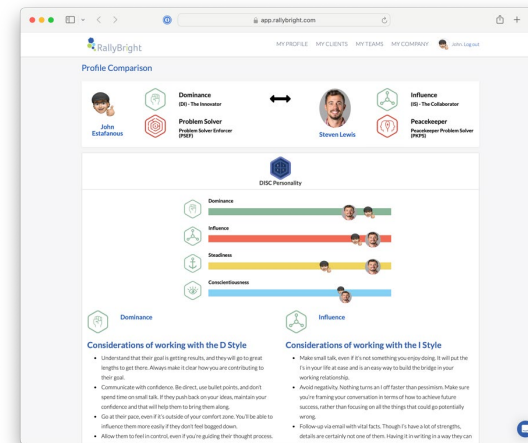 app.rallybright.com
RallyBright
MY PROFILE MY CLIENTS MY TEAMS MY COMPANY John Logout
Profile Comparison
John
Estafanous
Dominance
(DI) - The Innovator
Problem Solver
Problem Solver Enforcer
(PSEF)
Steven Lewis
Influence
(IS) - The Collaborator
Peacekeeper
Peacekeeper Problem Solver
(PKPS)
DISC Personality
Dominance
Influence
Steadiness
Conscientiousness
Dominance
Considerations of working with the D Style
• Understand that their goal is getting results, and they will go to great
lengths to get there. Always make it clear how you are contributing to
their goal.
• Communicate with confidence. Be direct, use bullet points, and don't
spend time on small talk. If they push back on your ideas, maintain your
confidence and that will help them to bring them along.
• Go at their pace, even if it's outside of your comfort zone. You'll be able to
influence them more easily if they don't feel bogged down.
• Allow them to feel in control, even if you're guiding their thought process.
Influence
Considerations of working with the I Style
• Make small talk, even if it's not something you enjoy doing. It will put the
I's in your life at ease and is an easy way to build the bridge in your
working relationship.
• Avoid negativity. Nothing turns an I off faster than pessimism. Make sure
you're framing your conversation in terms of how to achieve future
success, rather than focusing on all the things that could go potentially
wrong.
• Follow-up via email with vital facts. Though I's have a lot of strengths,
details are certainly not one of them. Having it in writing in a way they can